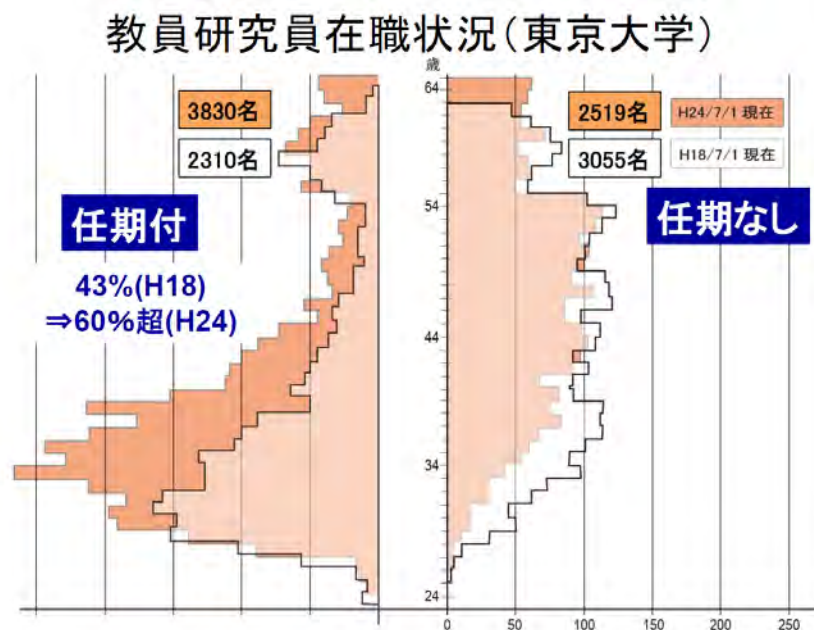 教員研究員在職状況(東京大学)
歳
64
54
44
34
24
3830名
2310名
任期付
43%(H18)
⇒60%超(H24)
2519名
H24/7/1 現在
3055名
H18/7/1 現在
任期なし
0 50 100 150 200 250